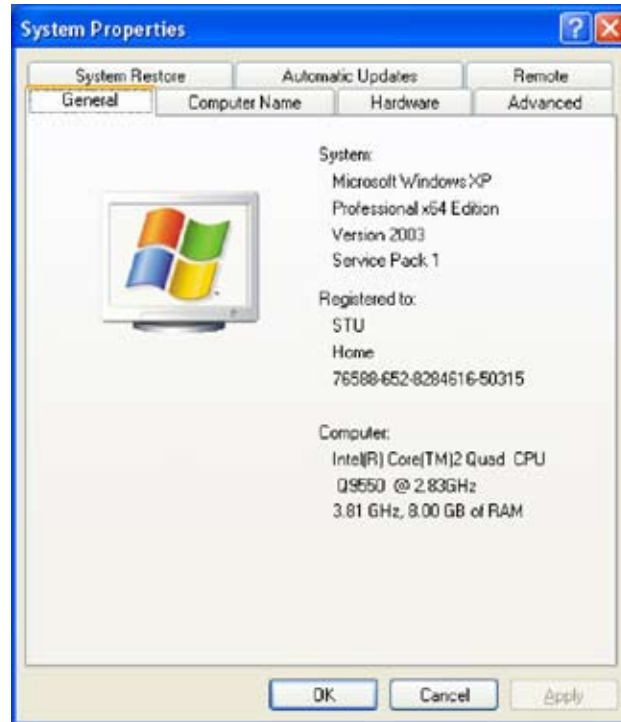 System Properties
System Restore
Automatic Updates
Remote
General
Computer Name
Hardware
Advanced
System:
Microsoft Windows XP
Professional x64 Edition
Version 2003
Service Pack 1
Registered to:
STU
Home
76588-652-8284616-50315
Computer:
Intel(R) Core(TM)2 Quad CPU
Q9550 @ 2.83GHz
3.81 GHz, 8.00 GB of RAM
OK
Cancel
Apply